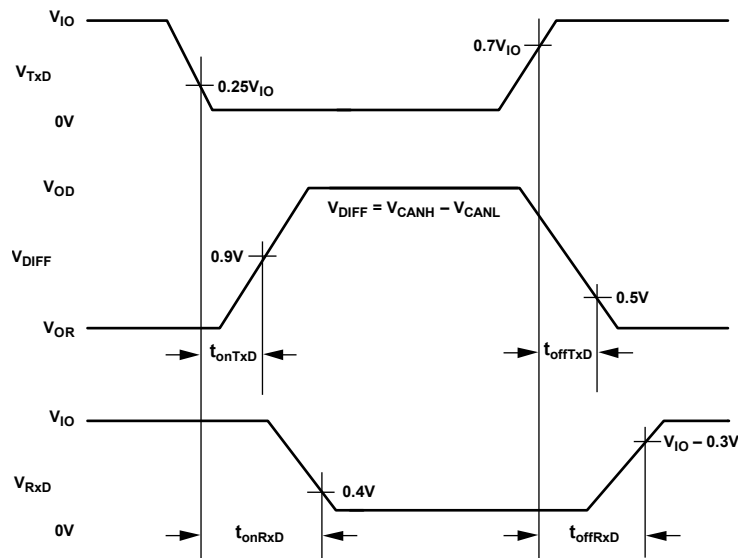 V_IO
0.7V_IO
V_TxD
0.25V_IO
0V
V_OD
V_DIFF = V_CANH – V_CANL
V_DIFF
0.9V
0.5V
V_OR
t_onTxD
t_offTxD
V_IO
V_IO – 0.3V
V_RxD
0.4V
0V
t_onRxD
t_offRxD